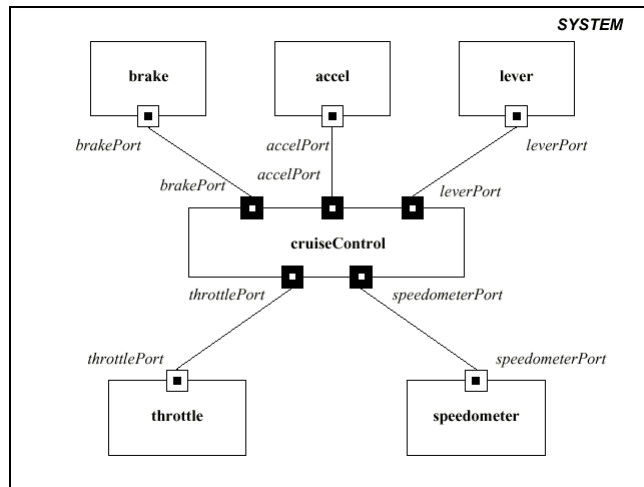 SYSTEM
brake
accel
lever
brakePort
accelPort
leverPort
accelPort
brakePort
leverPort
cruiseControl
throttlePort
speedometerPort
throttlePort
speedometerPort
throttle
speedometer